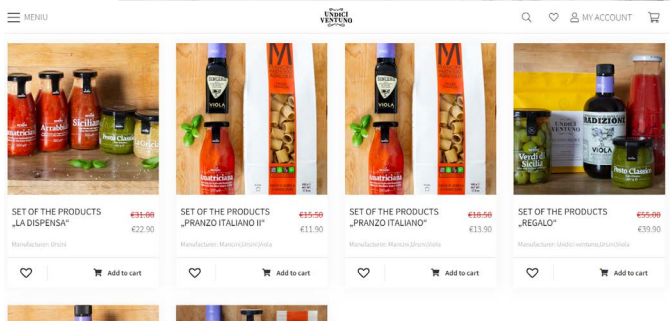 MENIU
UNDICI
VENTUNO
MY ACCOUNT
Arrabbiata
Siciliana
Pesto Classico
VIOLA
Amatriciana
VIOLA
Amatriciana
UNDICI
VENTUNO
TRADIZIONE
VIOLA
Verdi di
Sicilia
Pesto Classico
SET OF THE PRODUCTS
„LA DISPENSA“
€31.00
€22.90
Manufacturer: Ursini
Add to cart
SET OF THE PRODUCTS
„PRANZO ITALIANO II“
€15.50
€11.90
Manufacturer: Mancini,Ursini,Viola
Add to cart
SET OF THE PRODUCTS
„PRANZO ITALIANO“
€18.50
€13.90
Manufacturer: Mancini,Ursini,Viola
Add to cart
SET OF THE PRODUCTS
„REGALO“
€55.00
€39.90
Manufacturer: Undici-ventuno,Ursini,Viola
Add to cart